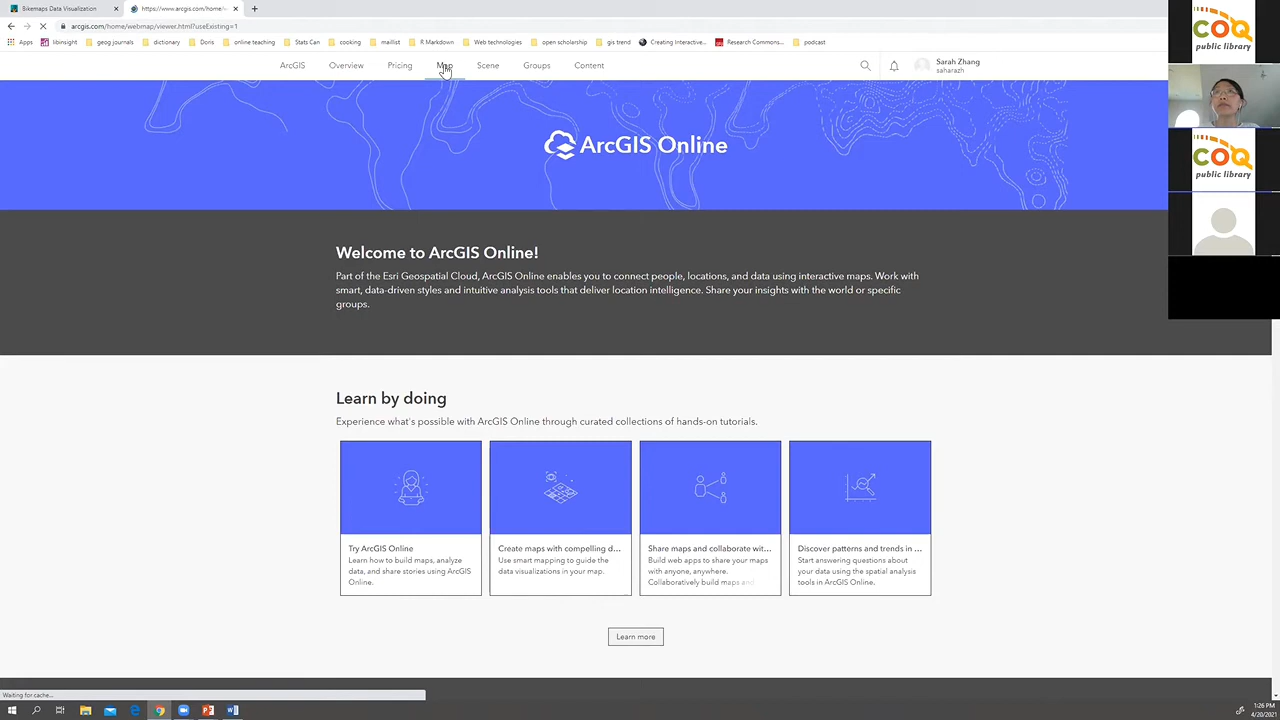 Bikemaps Data Visualization
https://www.arcgis.com/home/
arcgis.com/home/webmap/viewer.html?useExisting=1
Apps libinsight geog journals dictionary Doris online teaching Stats Can cooking maillist R Markdown Web technologies open scholarship gis trend Creating Interactive... Research Commons... podcast
ArcGIS Overview Pricing Map Scene Groups Content
Sarah Zhang
saharazh
ArcGIS Online
Welcome to ArcGIS Online!
Part of the Esri Geospatial Cloud, ArcGIS Online enables you to connect people, locations, and data using interactive maps. Work with
smart, data-driven styles and intuitive analysis tools that deliver location intelligence. Share your insights with the world or specific
groups.
Learn by doing
Experience what's possible with ArcGIS Online through curated collections of hands-on tutorials.
Try ArcGIS Online
Learn how to build maps, analyze
data, and share stories using ArcGIS
Online.
Create maps with compelling d...
Use smart mapping to guide the
data visualizations in your map.
Share maps and collaborate wit...
Build web apps to share your maps
with anyone, anywhere.
Collaboratively build maps and
Discover patterns and trends in ...
Start answering questions about
your data using the spatial analysis
tools in ArcGIS Online.
Learn more
Waiting for cache...
COQ
public library
COQ
public library
1:26 PM
4/20/2021